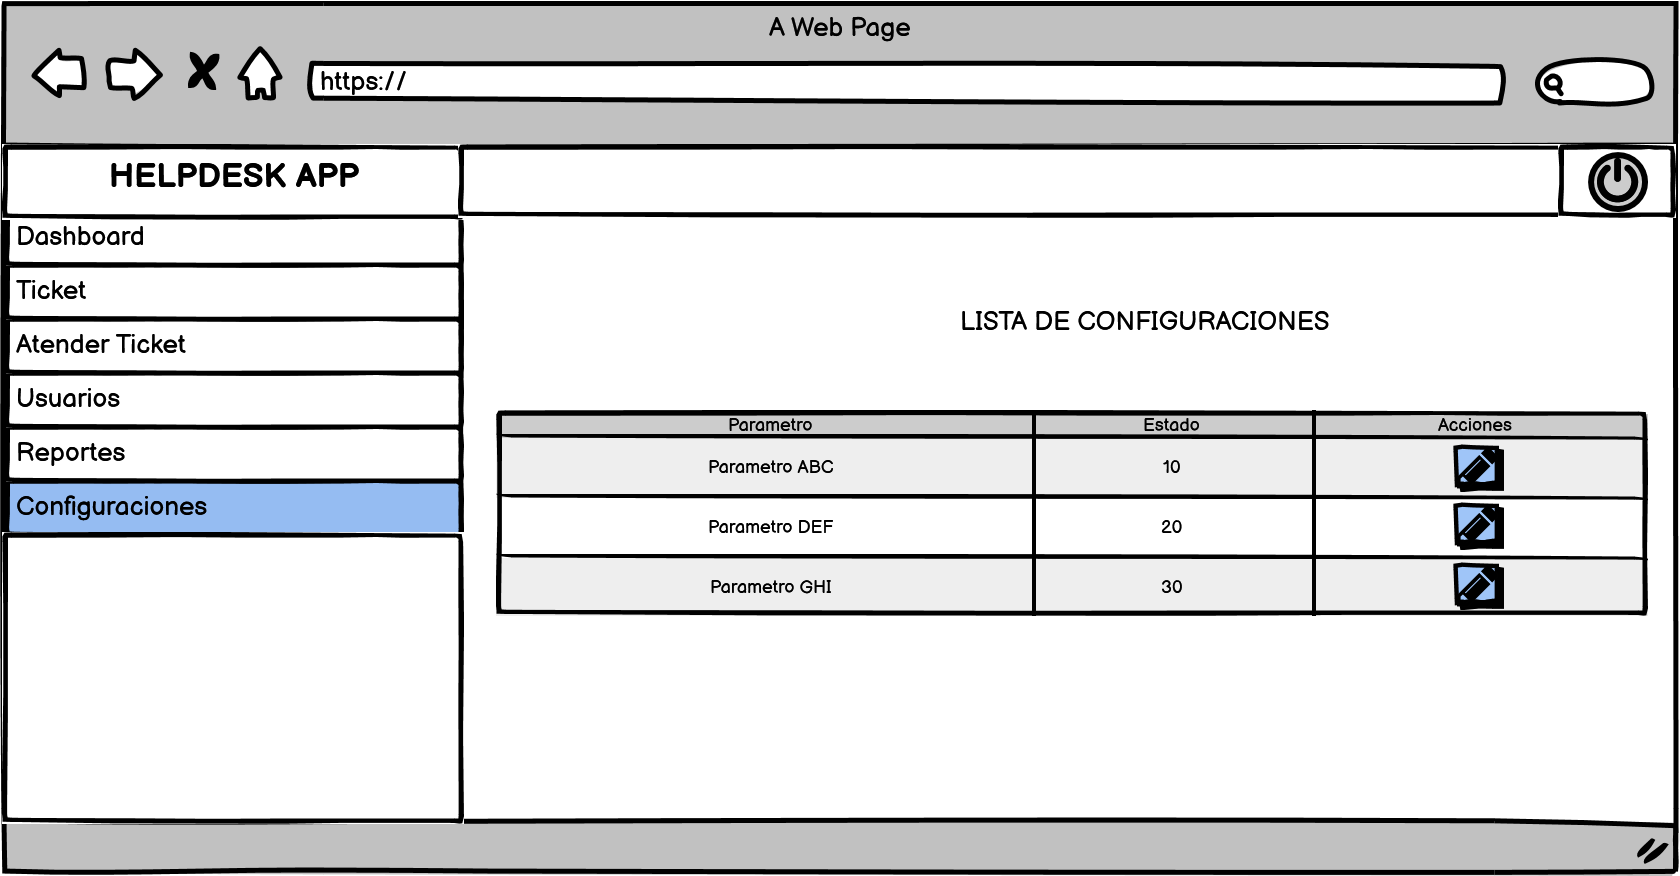 A Web Page
https://
HELPDESK APP
Dashboard
Ticket
Atender Ticket
Usuarios
Reportes
Configuraciones
LISTA DE CONFIGURACIONES
Parametro Estado Acciones
Parametro ABC 10
Parametro DEF 20
Parametro GHI 30